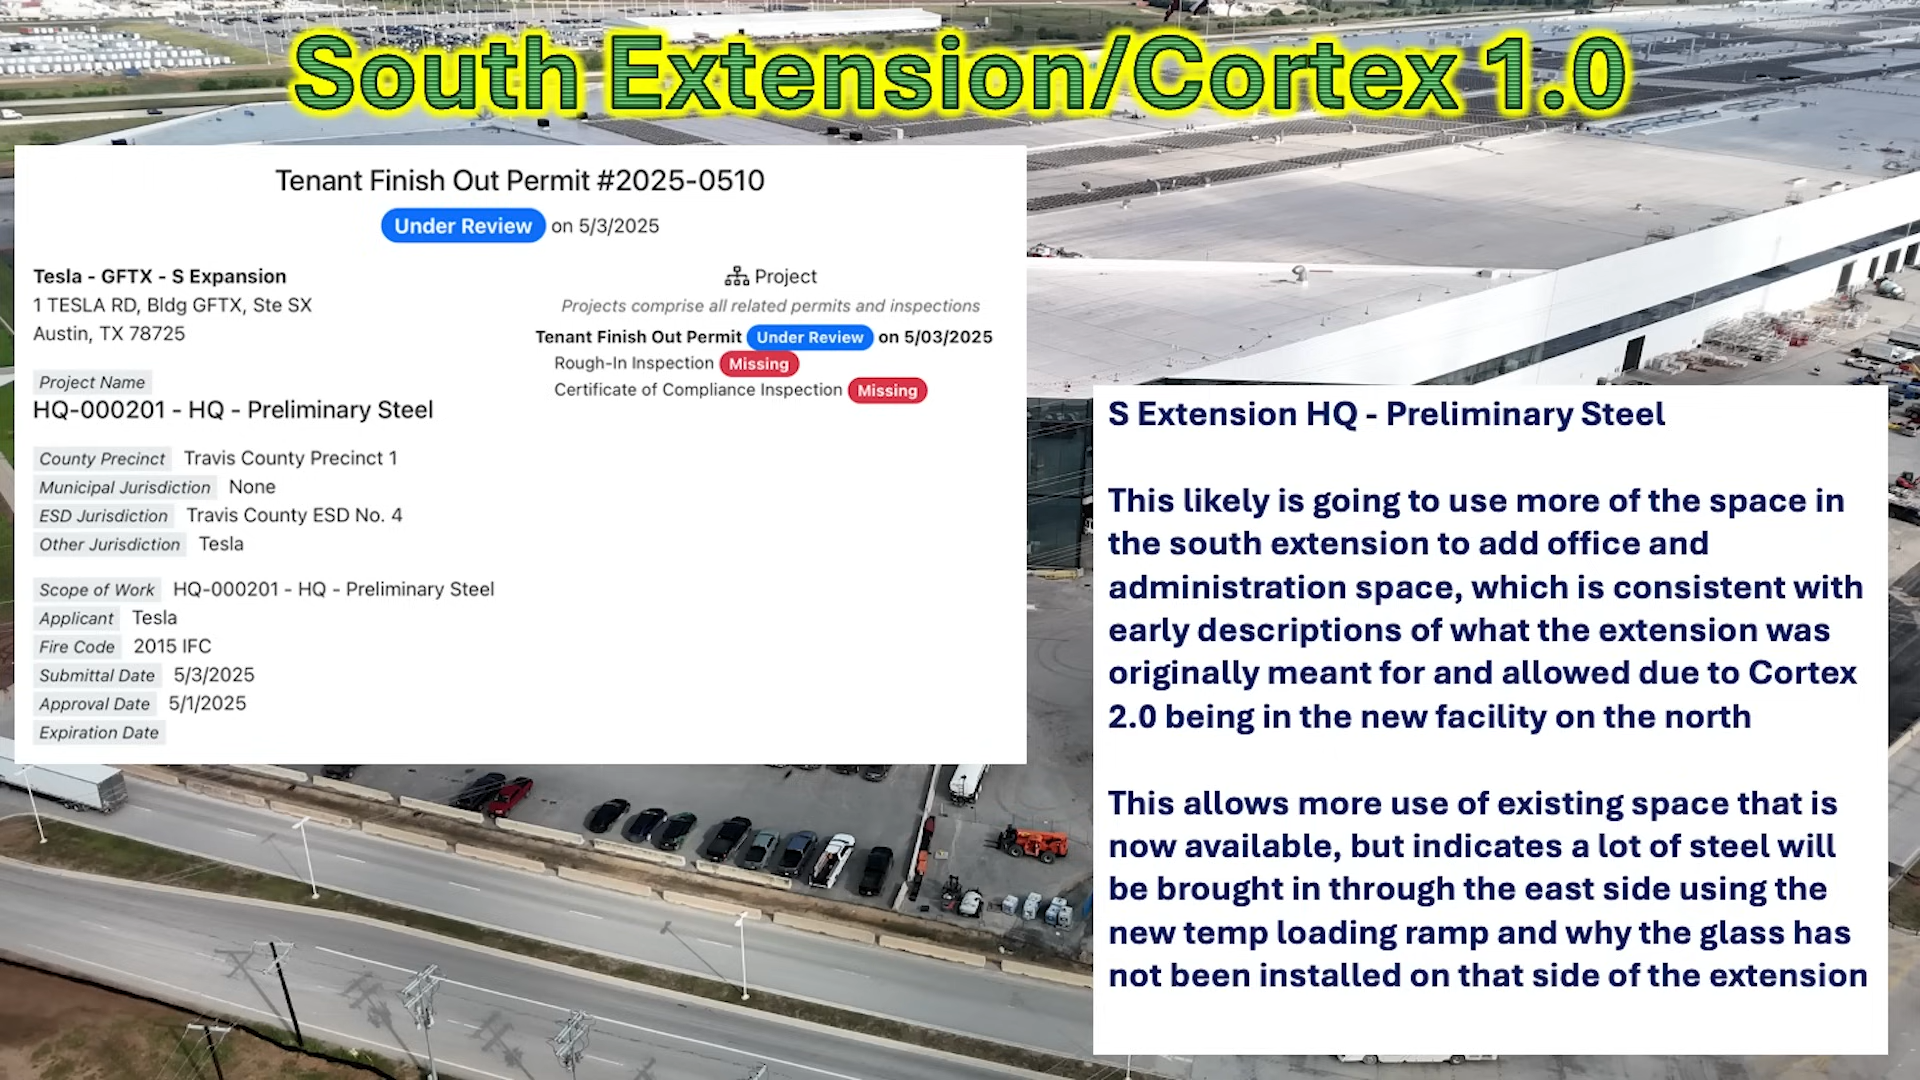 South Extension/Cortex 1.0
Tenant Finish Out Permit #2025-0510
Under Review on 5/3/2025
Tesla - GFTX - S Expansion
1 TESLA RD, Bldg GFTX, Ste SX
Austin, TX 78725
Project Name
HQ-000201 - HQ - Preliminary Steel
County Precinct Travis County Precinct 1
Municipal Jurisdiction None
ESD Jurisdiction Travis County ESD No. 4
Other Jurisdiction Tesla
Scope of Work HQ-000201 - HQ - Preliminary Steel
Applicant Tesla
Fire Code 2015 IFC
Submittal Date 5/3/2025
Approval Date 5/1/2025
Expiration Date
Project
Projects comprise all related permits and inspections
Tenant Finish Out Permit Under Review on 5/03/2025
Rough-In Inspection Missing
Certificate of Compliance Inspection Missing
S Extension HQ - Preliminary Steel
This likely is going to use more of the space in
the south extension to add office and
administration space, which is consistent with
early descriptions of what the extension was
originally meant for and allowed due to Cortex
2.0 being in the new facility on the north
This allows more use of existing space that is
now available, but indicates a lot of steel will
be brought in through the east side using the
new temp loading ramp and why the glass has
not been installed on that side of the extension